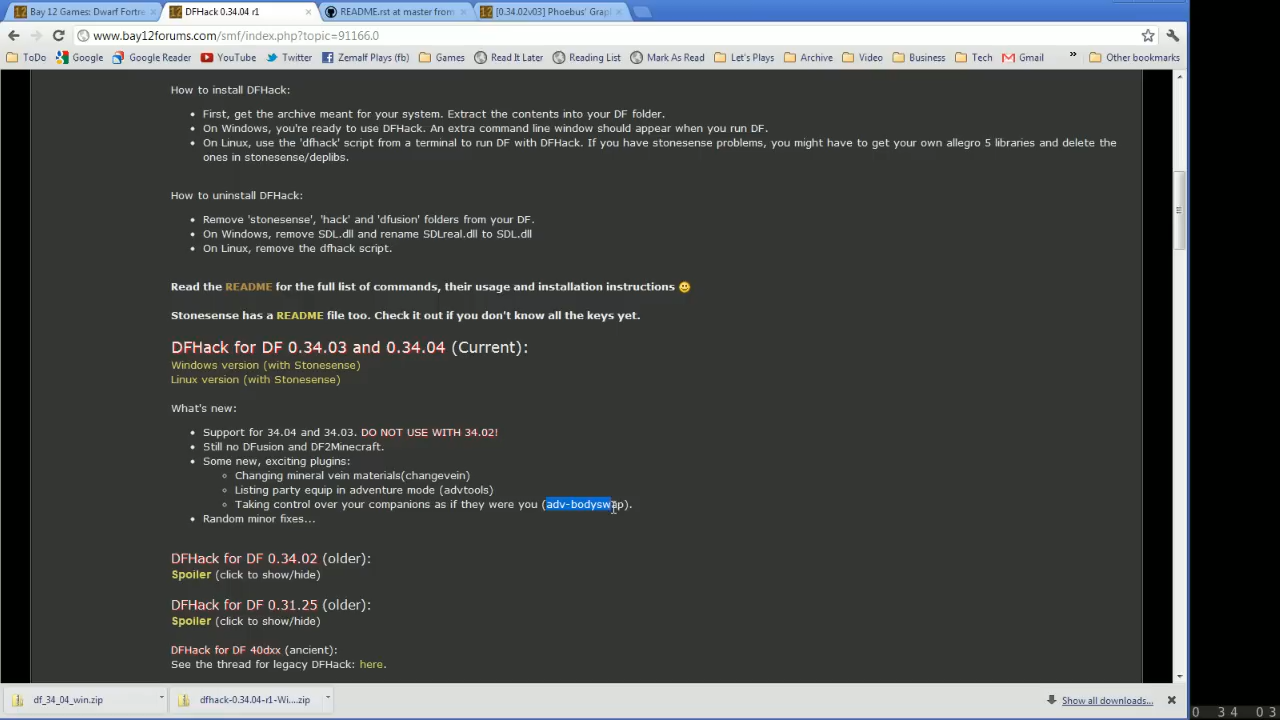 Bay 12 Games: Dwarf Fortre
DFHack 0.34.04 r1
README.rst at master from
[0.34.02v03] Phoebus' Grap
www.bay12forums.com/smf/index.php?topic=91166.0
ToDo Google Google Reader YouTube Twitter Zemalf Plays (fb) Games Read It Later Reading List Mark As Read Let's Plays Archive Video Business Tech Gmail » Other bookmarks
How to install DFHack:
• First, get the archive meant for your system. Extract the contents into your DF folder.
• On Windows, you're ready to use DFHack. An extra command line window should appear when you run DF.
• On Linux, use the 'dfhack' script from a terminal to run DF with DFHack. If you have stonesense problems, you might have to get your own allegro 5 libraries and delete the
ones in stonesense/deplibs.
How to uninstall DFHack:
• Remove 'stonesense', 'hack' and 'dfusion' folders from your DF.
• On Windows, remove SDL.dll and rename SDLreal.dll to SDL.dll
• On Linux, remove the dfhack script.
Read the README for the full list of commands, their usage and installation instructions
Stonesense has a README file too. Check it out if you don't know all the keys yet.
DFHack for DF 0.34.03 and 0.34.04 (Current):
Windows version (with Stonesense)
Linux version (with Stonesense)
What's new:
• Support for 34.04 and 34.03. DO NOT USE WITH 34.02!
• Still no DFusion and DF2Minecraft.
• Some new, exciting plugins:
Changing mineral vein materials(changevein)
Listing party equip in adventure mode (advtools)
Taking control over your companions as if they were you (adv-bodyswap).
• Random minor fixes...
DFHack for DF 0.34.02 (older):
Spoiler (click to show/hide)
DFHack for DF 0.31.25 (older):
Spoiler (click to show/hide)
DFHack for DF 40dxx (ancient):
See the thread for legacy DFHack: here.
df_34_04_win.zip
dfhack-0.34.04-r1-Wi....zip
Show all downloads...
0 34 03